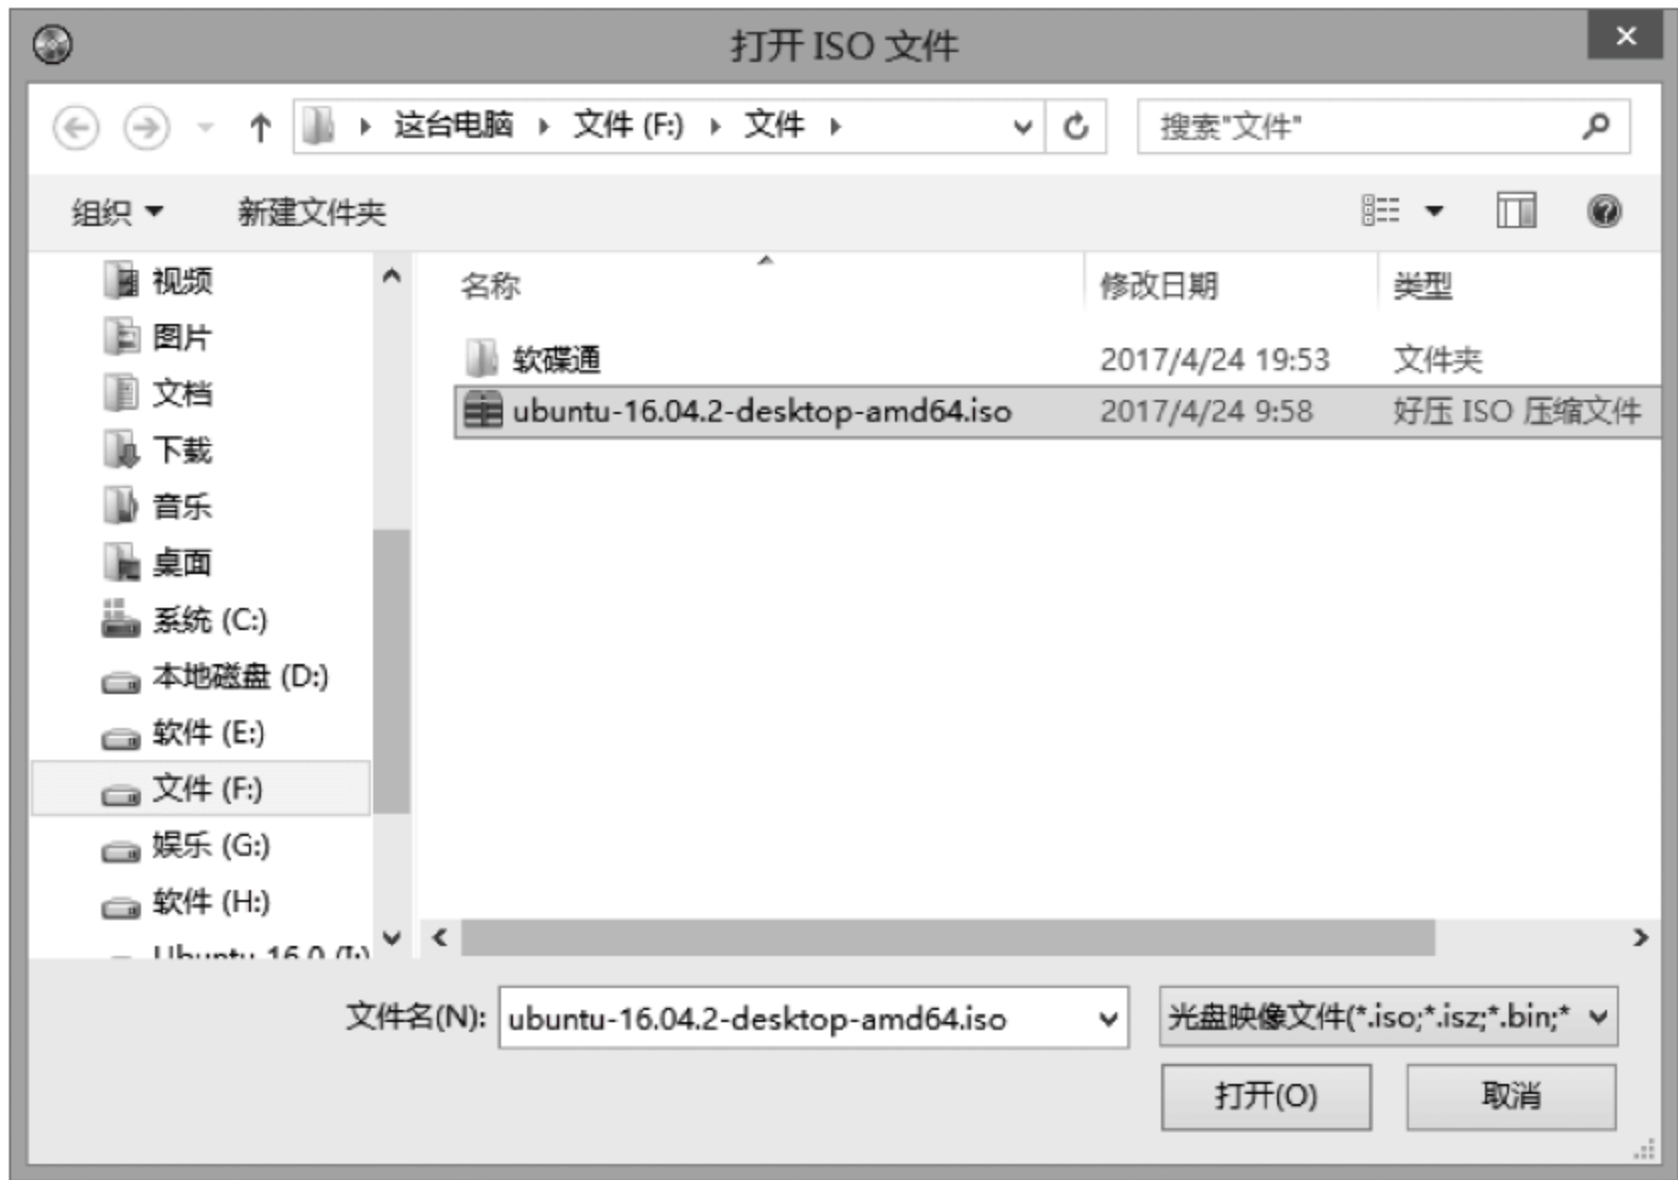 打开 ISO 文件
这台电脑 文件 (F:) 文件
搜索"文件"
组织 新建文件夹
名称 修改日期 类型
视频
图片
文档
下载
音乐
桌面
系统 (C:)
本地磁盘 (D:)
软件 (E:)
文件 (F:)
娱乐 (G:)
软件 (H:)
Ubuntu 16.0 (I:)
软碟通 2017/4/24 19:53 文件夹
ubuntu-16.04.2-desktop-amd64.iso 2017/4/24 9:58 好压 ISO 压缩文件
文件名(N): ubuntu-16.04.2-desktop-amd64.iso 光盘映像文件(*.iso;*.isz;*.bin;*
打开(O) 取消